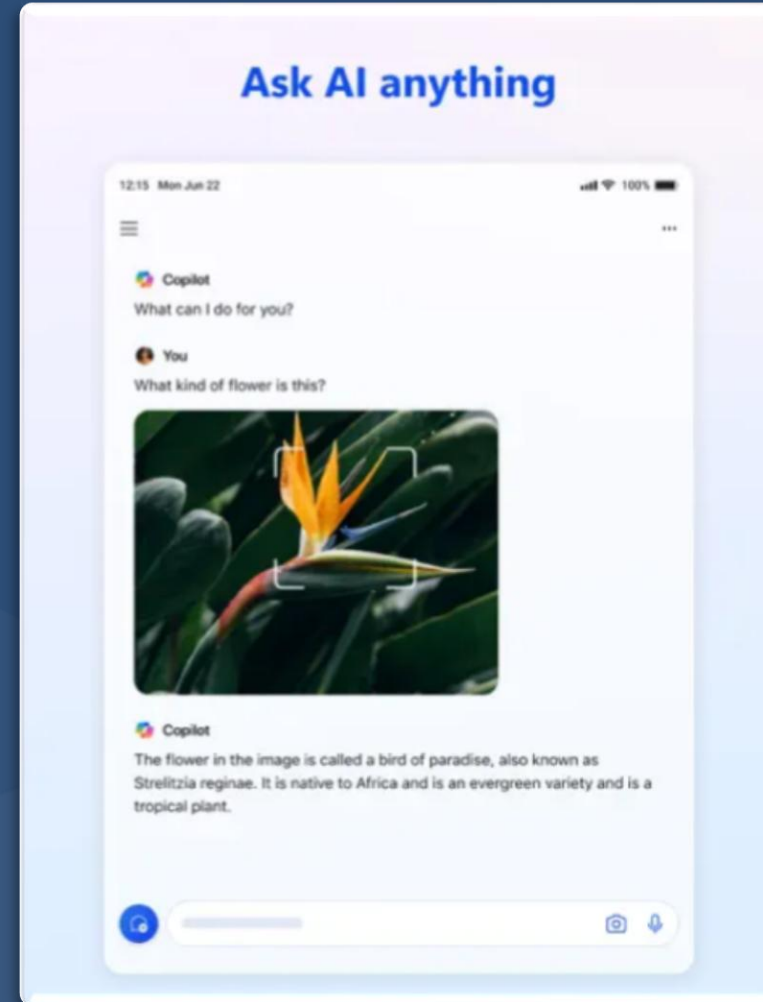 Ask AI anything
12:15 Mon Jun 22
100%
Copilot
What can I do for you?
You
What kind of flower is this?
Copilot
The flower in the image is called a bird of paradise, also known as
Strelitzia reginae. It is native to Africa and is an evergreen variety and is a
tropical plant.